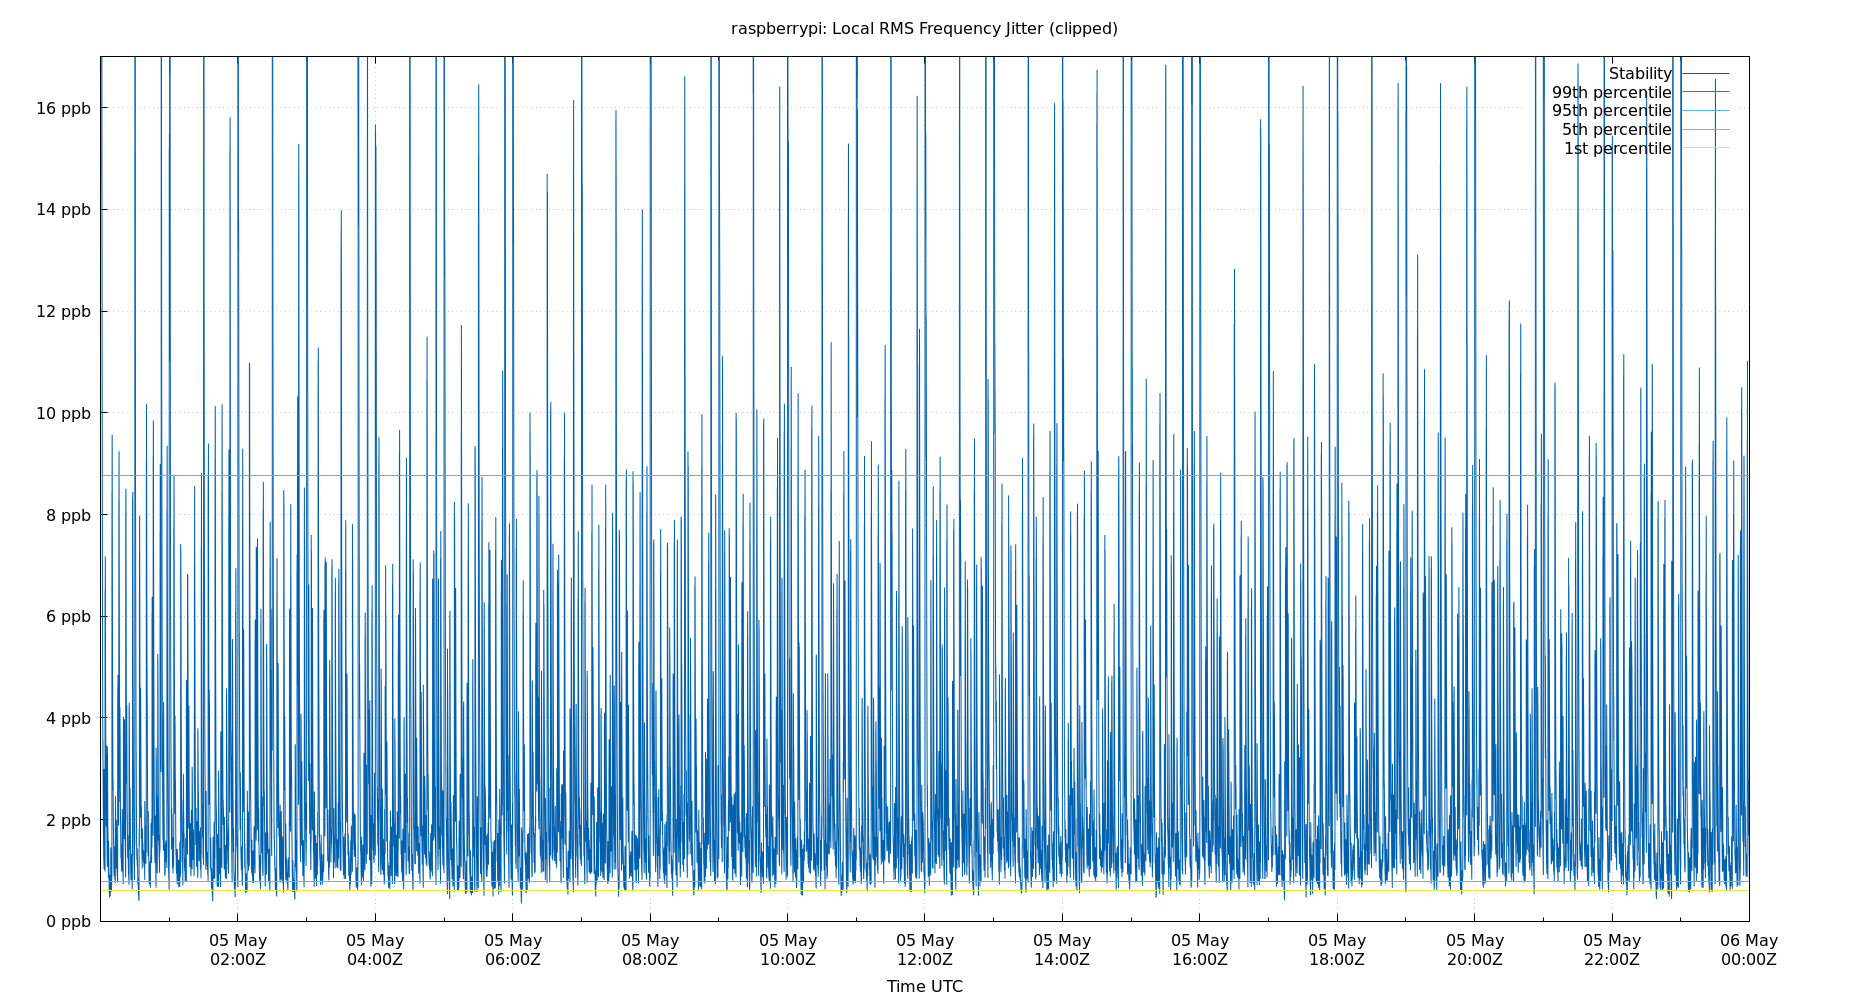 raspberrypi: Local RMS Frequency Jitter (clipped)
Stability
99th percentile
95th percentile
5th percentile
1st percentile
16 ppb
14 ppb
12 ppb
10 ppb
8 ppb
6 ppb
4 ppb
2 ppb
0 ppb
05 May 05 May 05 May 05 May 05 May 05 May 05 May 05 May 05 May 05 May 05 May 06 May
02:00Z 04:00Z 06:00Z 08:00Z 10:00Z 12:00Z 14:00Z 16:00Z 18:00Z 20:00Z 22:00Z 00:00Z
Time UTC